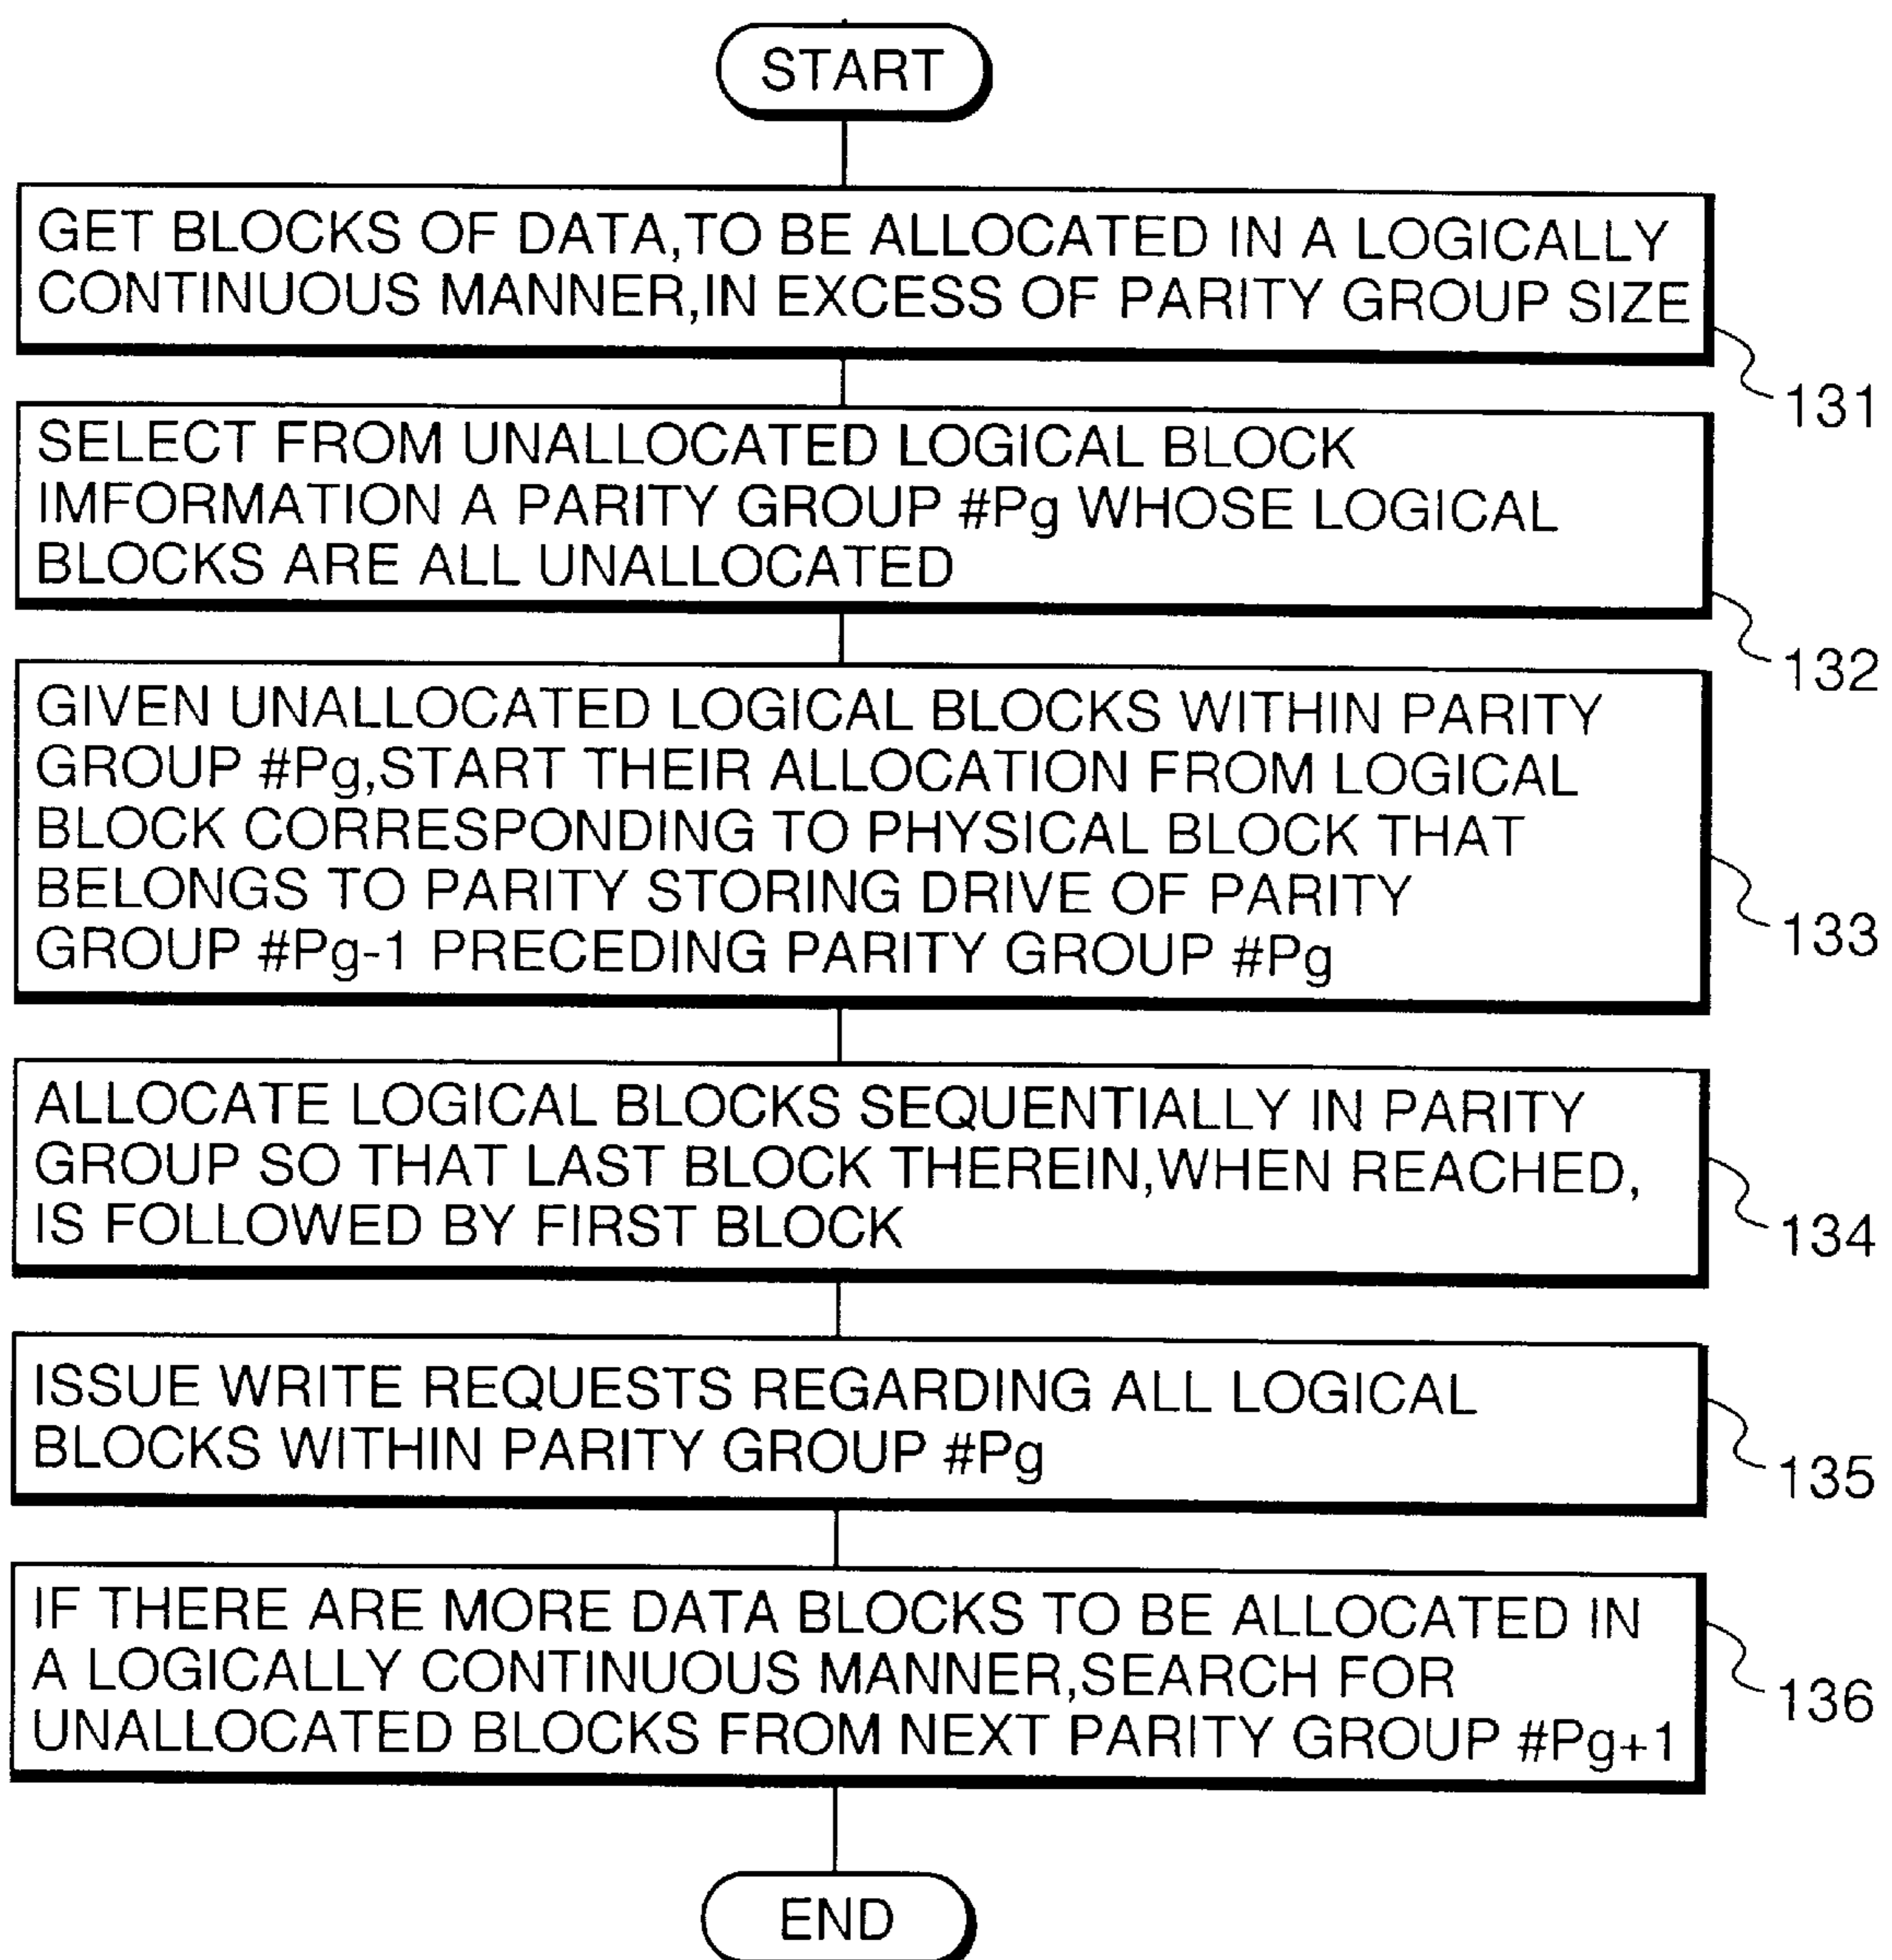 START
GET BLOCKS OF DATA,TO BE ALLOCATED IN A LOGICALLY
CONTINUOUS MANNER,IN EXCESS OF PARITY GROUP SIZE
131
SELECT FROM UNALLOCATED LOGICAL BLOCK
IMFORMATION A PARITY GROUP #Pg WHOSE LOGICAL
BLOCKS ARE ALL UNALLOCATED
132
GIVEN UNALLOCATED LOGICAL BLOCKS WITHIN PARITY
GROUP #Pg,START THEIR ALLOCATION FROM LOGICAL
BLOCK CORRESPONDING TO PHYSICAL BLOCK THAT
BELONGS TO PARITY STORING DRIVE OF PARITY
GROUP #Pg-1 PRECEDING PARITY GROUP #Pg
133
ALLOCATE LOGICAL BLOCKS SEQUENTIALLY IN PARITY
GROUP SO THAT LAST BLOCK THEREIN,WHEN REACHED,
IS FOLLOWED BY FIRST BLOCK
134
ISSUE WRITE REQUESTS REGARDING ALL LOGICAL
BLOCKS WITHIN PARITY GROUP #Pg
135
IF THERE ARE MORE DATA BLOCKS TO BE ALLOCATED IN
A LOGICALLY CONTINUOUS MANNER,SEARCH FOR
UNALLOCATED BLOCKS FROM NEXT PARITY GROUP #Pg+1
136
END